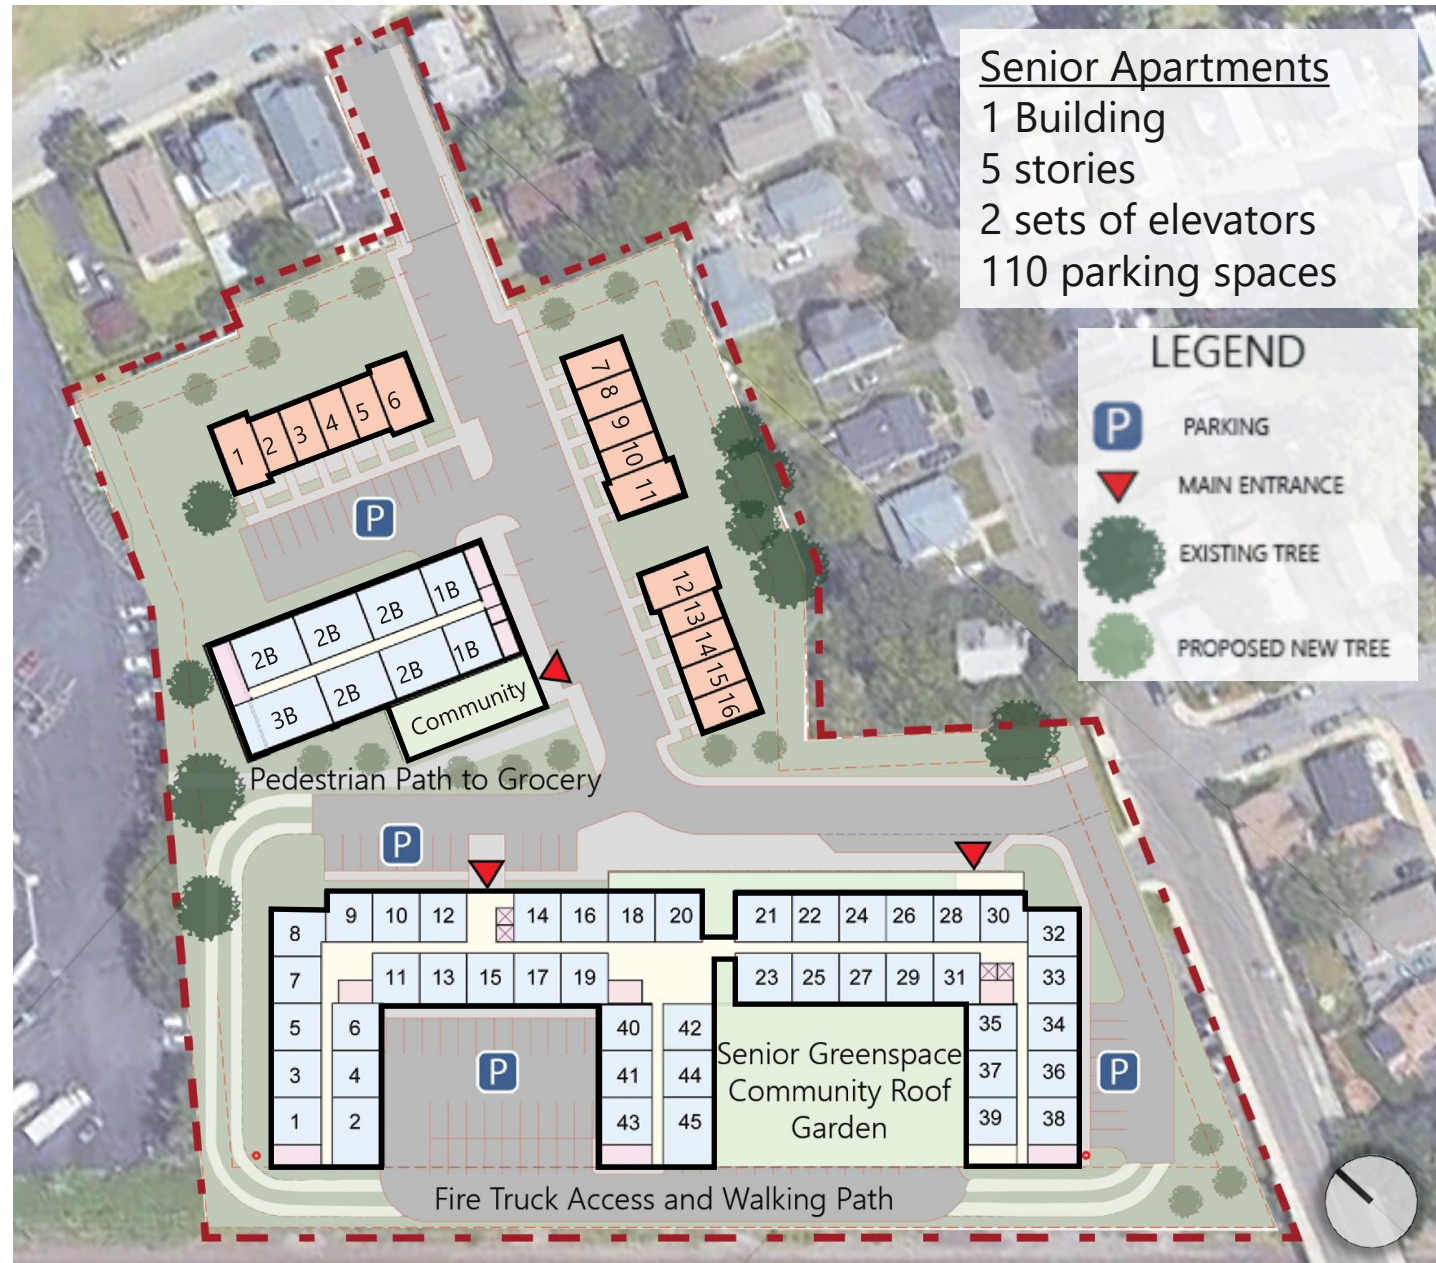 Senior Apartments
1 Building
5 stories
2 sets of elevators
110 parking spaces
LEGEND
P PARKING
MAIN ENTRANCE
EXISTING TREE
PROPOSED NEW TREE
1 2 3 4 5 6
7
8
9
10
11
P
12
13
14
15
16
2B 2B 2B 1B
3B 2B 2B 1B
Community
Pedestrian Path to Grocery
P
8 9 10 12 14 16 18 20 21 22 24 26 28 30 32
7 11 13 15 17 19 23 25 27 29 31 33
5 6 40 42 35 34
3 4 P 41 44 37 36 P
1 2 43 45 39 38
Senior Greenspace
Community Roof
Garden
Fire Truck Access and Walking Path